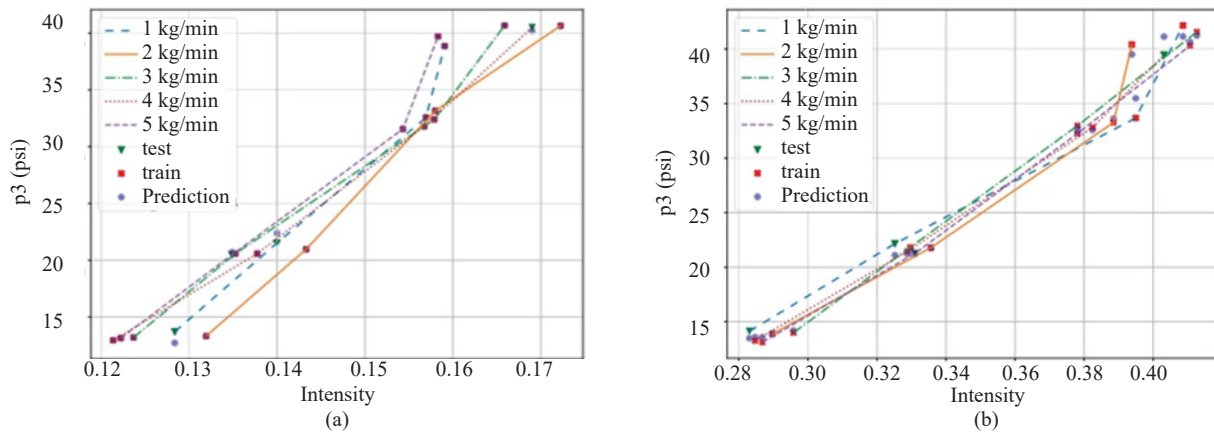 40
35
30
25
20
15
p3 (psi)
1 kg/min
2 kg/min
3 kg/min
4 kg/min
5 kg/min
test
train
Prediction
0.12 0.13 0.14 0.15 0.16 0.17
Intensity
(a)
40
35
30
25
20
15
p3 (psi)
1 kg/min
2 kg/min
3 kg/min
4 kg/min
5 kg/min
test
train
Prediction
0.28 0.30 0.32 0.34 0.36 0.38 0.40
Intensity
(b)